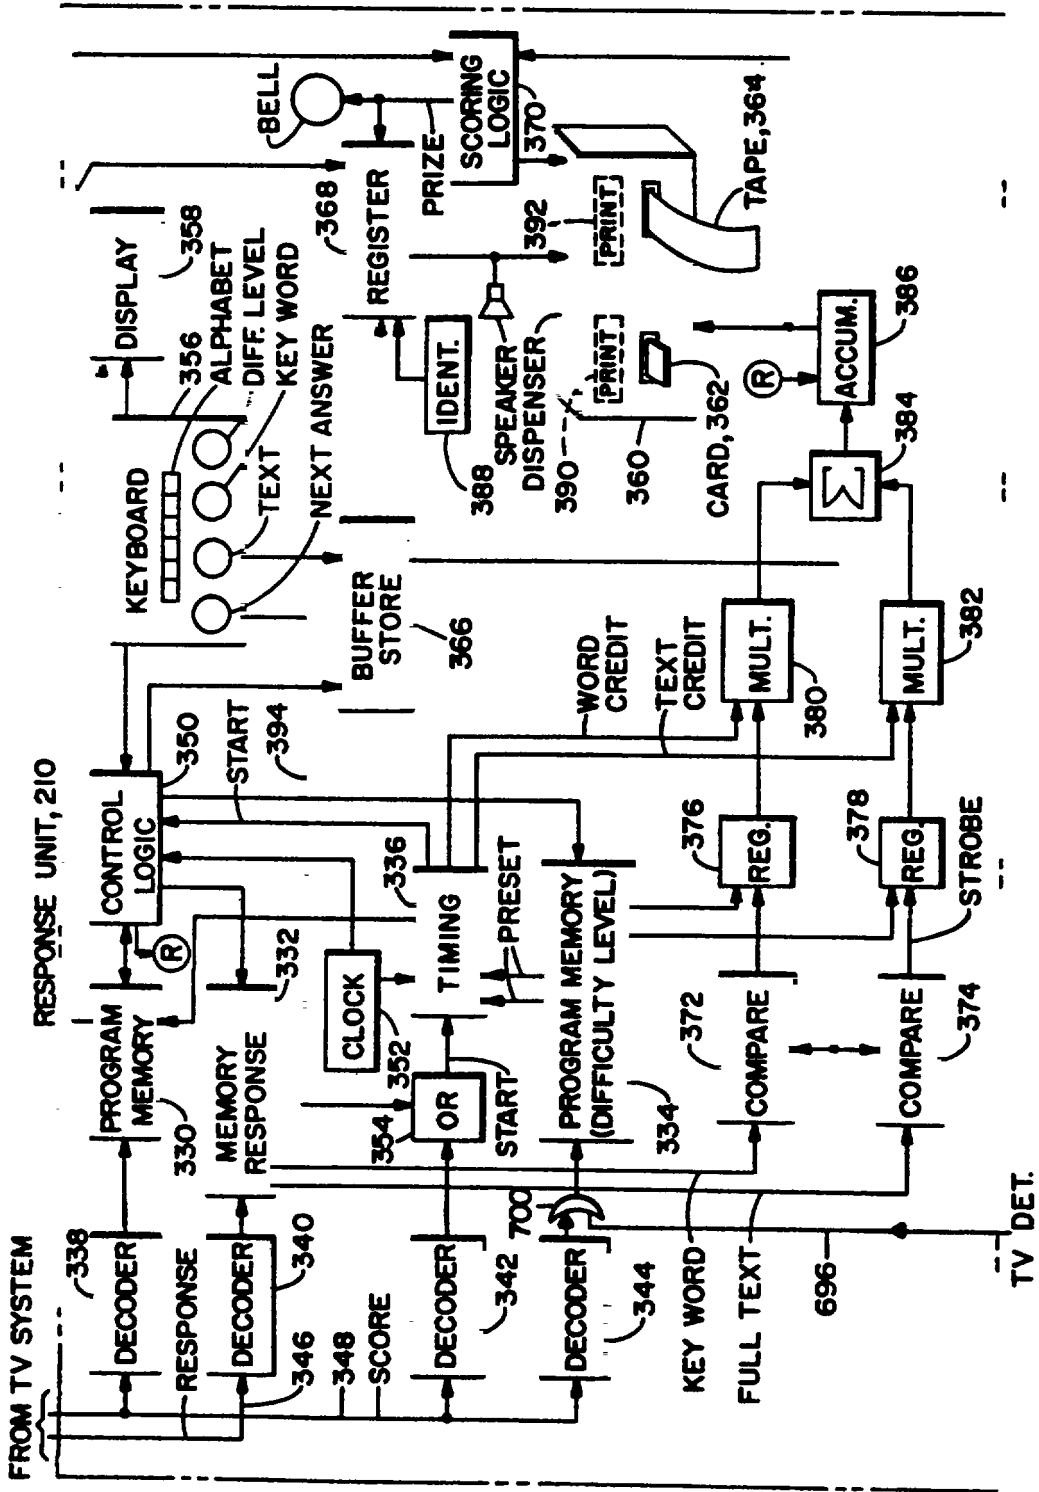 RESPONSE UNIT, 210
FROM TV SYSTEM
338
DECODER
RESPONSE
DECODER
340
346
348
SCORE
DECODER
342
DECODER
344
700
696
TV DET.
KEY WORD
FULL TEXT
PROGRAM
MEMORY
330
MEMORY
RESPONSE
332
R
CONTROL
LOGIC
350
START
394
CLOCK
352
354
OR
START
TIMING
336
PRESET
PROGRAM MEMORY
(DIFFICULTY LEVEL)
334
372
COMPARE
COMPARE
374
376
REG.
378
REG.
STROBE
WORD
CREDIT
TEXT
CREDIT
MULT.
380
MULT.
382
Σ
384
ACCUM.
386
R
KEYBOARD
356
ALPHABET
DIFF. LEVEL
KEY WORD
TEXT
NEXT ANSWER
DISPLAY
358
BUFFER
STORE
366
REGISTER
368
IDENT.
388
SPEAKER
DISPENSER
390
PRINT
360
CARD, 362
392
PRINT
TAPE, 364
BELL
PRIZE
SCORING
LOGIC
370